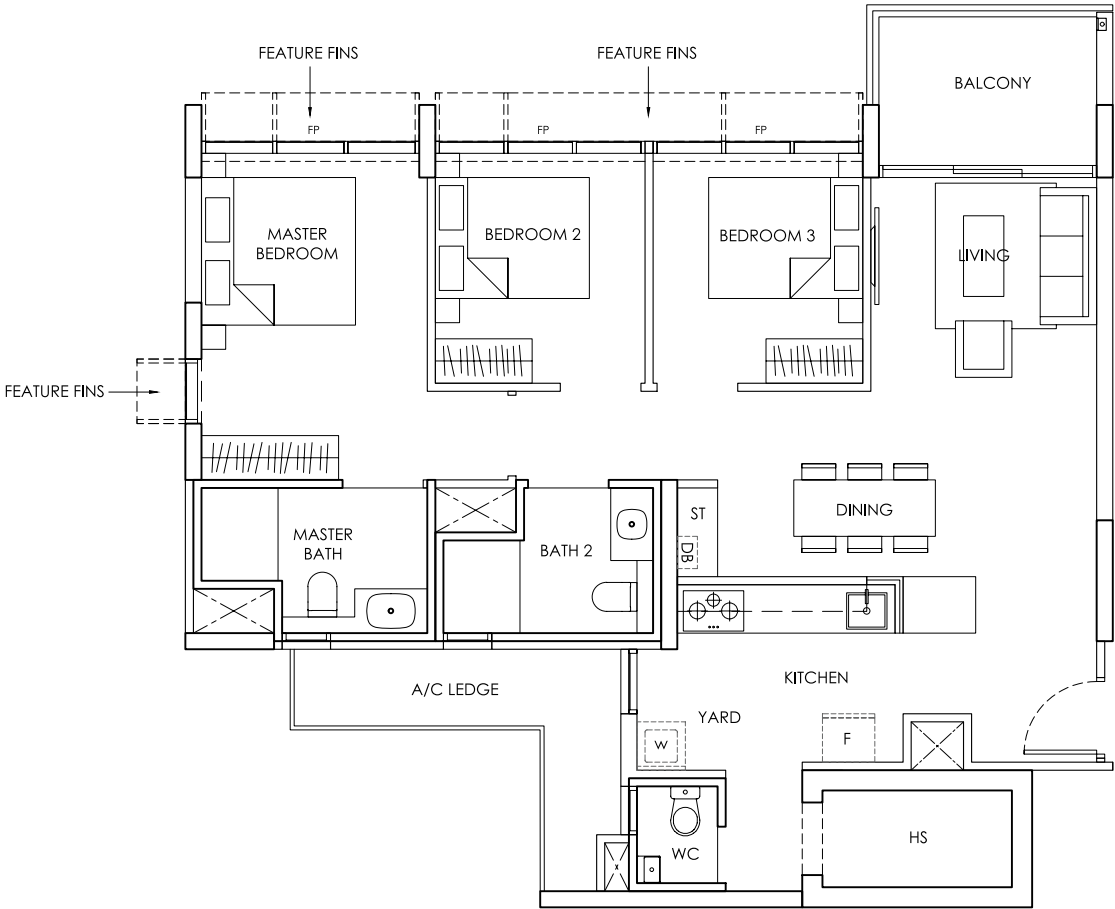 FEATURE FINS
FEATURE FINS
BALCONY
FP
FP
FP
MASTER
BEDROOM
BEDROOM 2
BEDROOM 3
LIVING
FEATURE FINS
ST
DINING
MASTER
BATH
BATH 2
DB
A/C LEDGE
KITCHEN
YARD
W
F
HS
WC